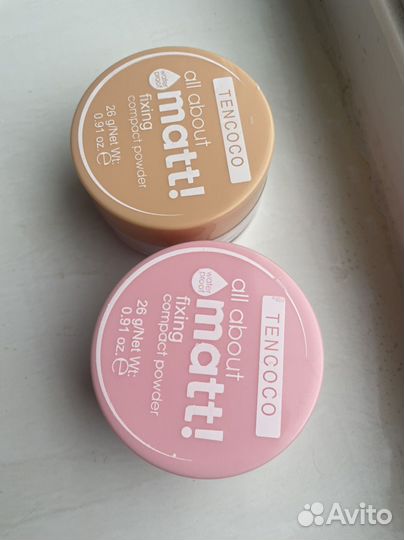 TENCOCO
all about
matt!
water
proof
fixing
compact powder
26 g/Net Wt:
0.91 oz. e
TENCOCO
all about
matt!
water
proof
fixing
compact powder
26 g/Net Wt:
0.91 oz. e
Avito